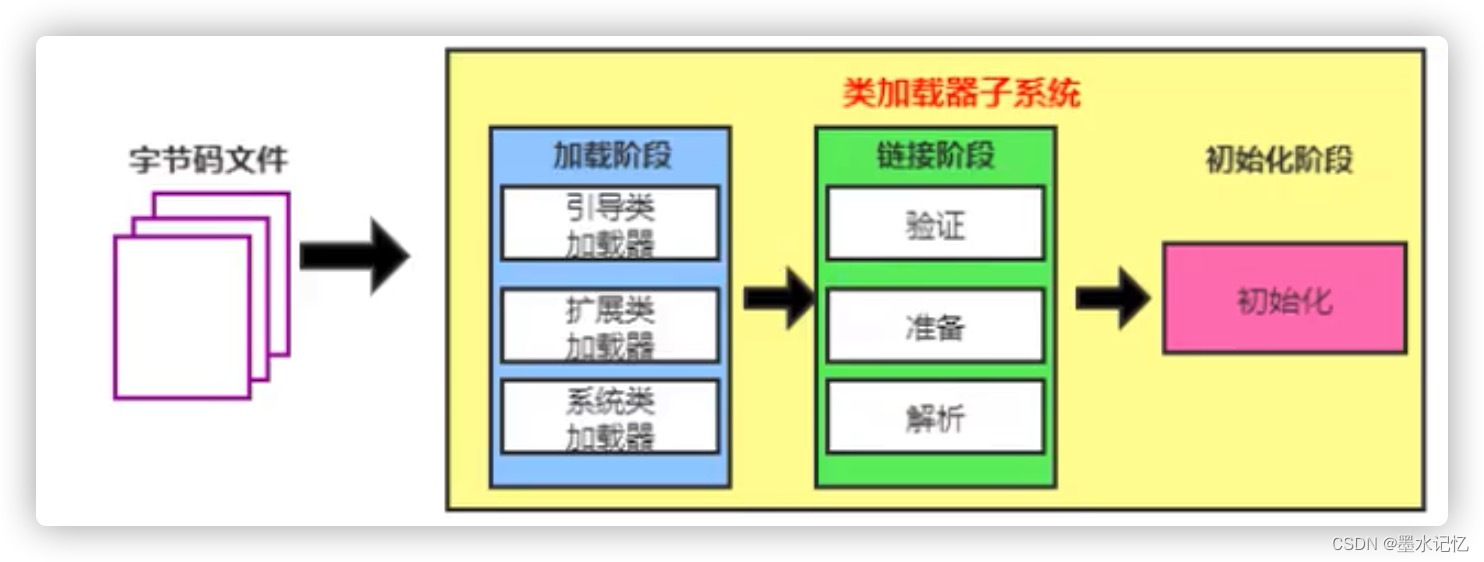 类加载器子系统
字节码文件
加载阶段
引导类
加载器
扩展类
加载器
系统类
加载器
链接阶段
验证
准备
解析
初始化阶段
初始化
CSDN @墨水记忆